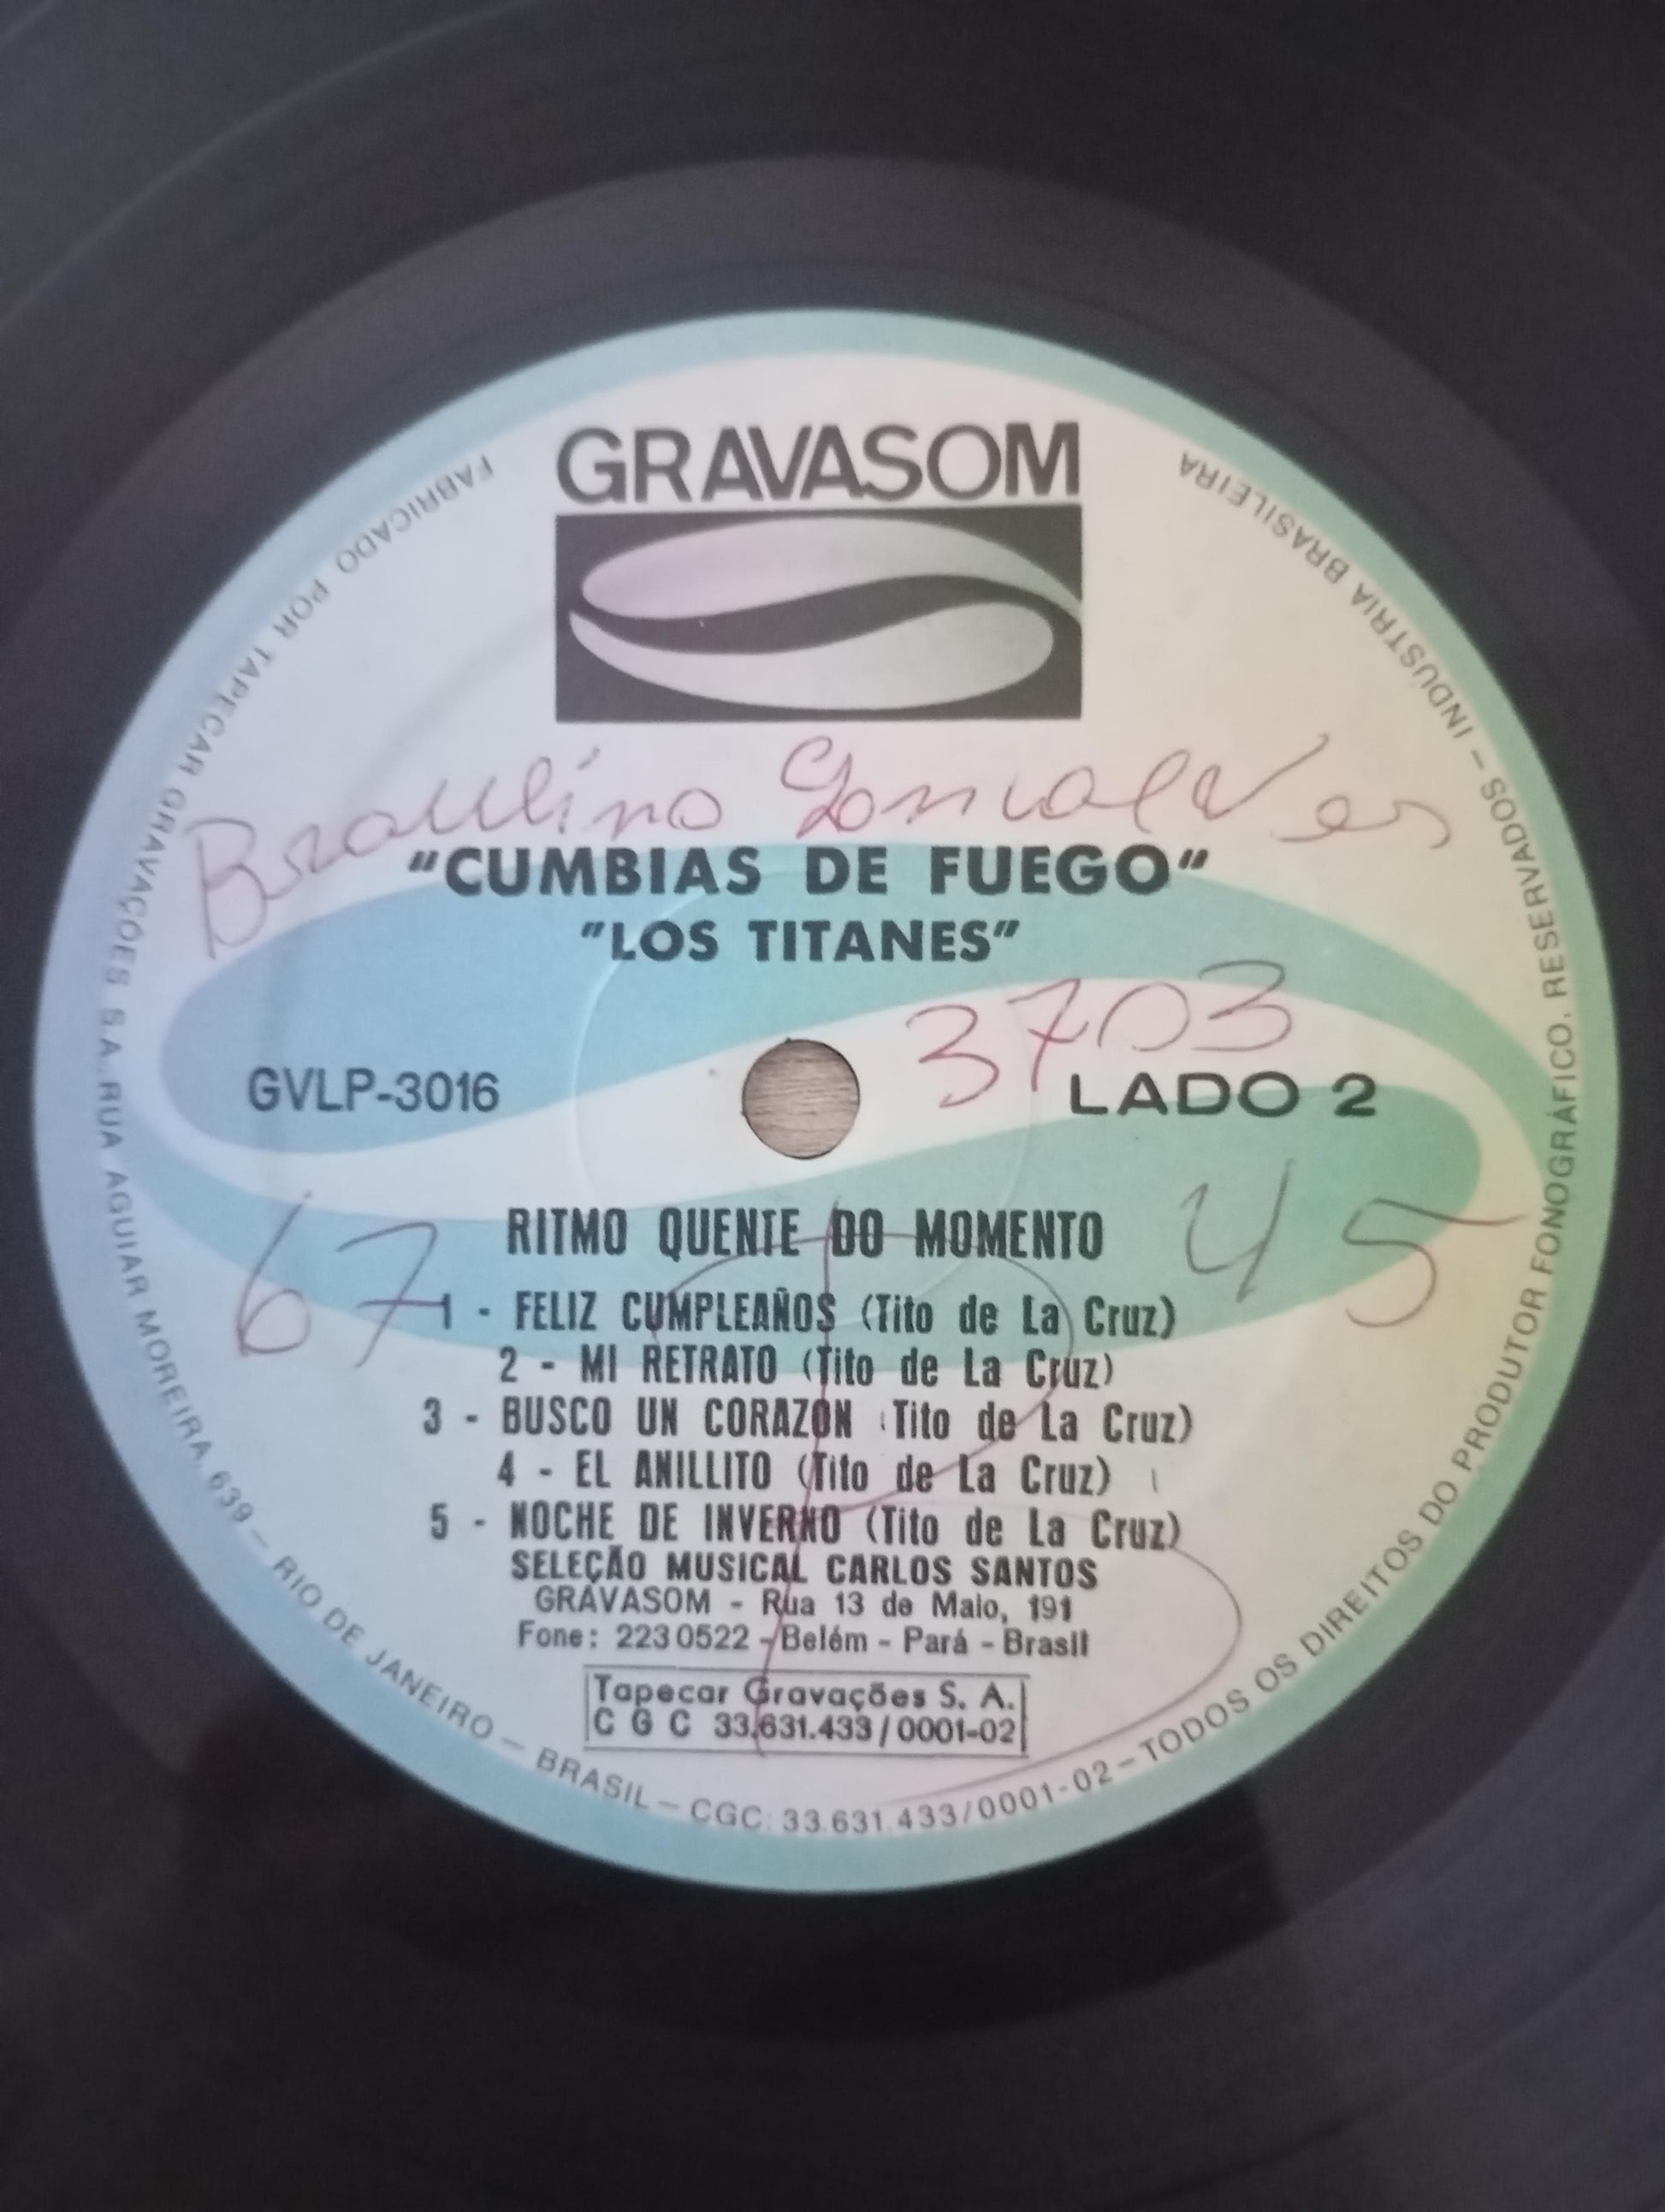 GRAVASOM
Braulino Goncalves
"CUMBIAS DE FUEGO"
"LOS TITANES"
3703
GVLP-3016
LADO 2
67
45
RITMO QUENTE DO MOMENTO
1 - FELIZ CUMPLEAÑOS (Tito de La Cruz)
2 - MI RETRATO (Tito de La Cruz)
3 - BUSCO UN CORAZON (Tito de La Cruz)
4 - EL ANILLITO (Tito de La Cruz)
5 - NOCHE DE INVERNO (Tito de La Cruz)
SELEÇÃO MUSICAL CARLOS SANTOS
GRAVASOM - Rua 13 de Maio, 191
Fone: 223 0522 - Belém - Pará - Brasil
Tapecar Gravações S. A.
C G C 33.631.433/0001-02
FABRICADO POR TAPECAR GRAVAÇÕES S.A. RUA AGUIAR MOREIRA, 639 - RIO DE JANEIRO - BRASIL - CGC: 33.631.433/0001-02 - TODOS OS DIREITOS DO PRODUTOR FONOGRÁFICO. RESERVADOS - INDÚSTRIA BRASILEIRA